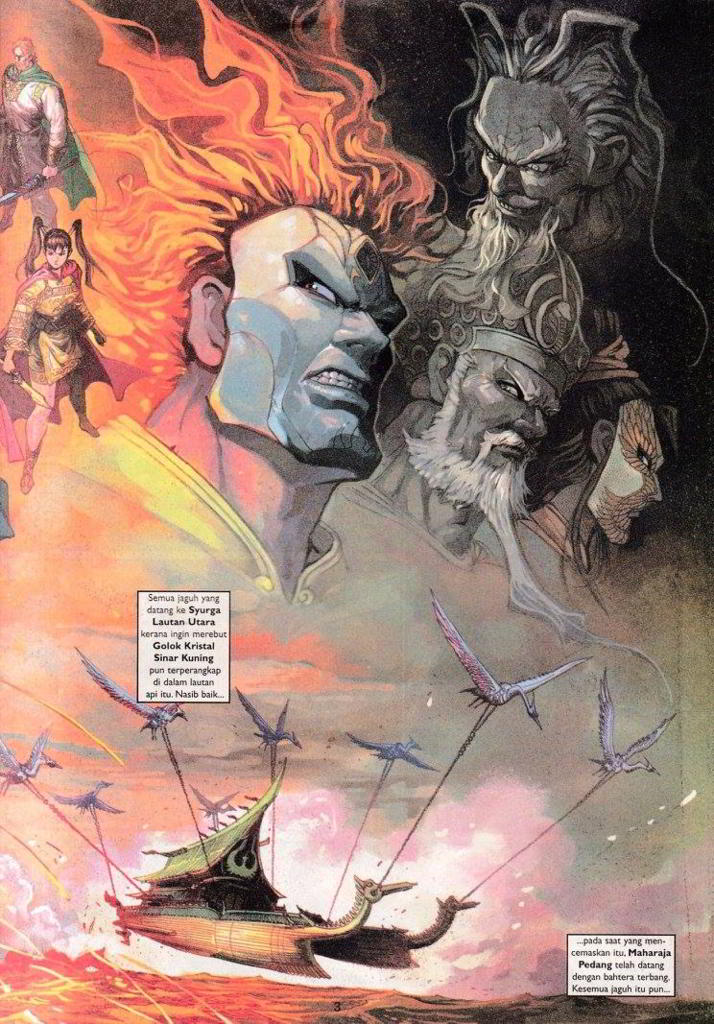 Semua jaguh yang
datang ke Syurga
Lautan Utara
kerana ingin merebut
Golok Kristal
Sinar Kuning
pun terperangkap
di dalam lautan
api itu. Nasib baik...
...pada saat yang men-
cemaskan itu, Maharaja
Pedang telah datang
dengan bahtera terbang.
Kesemua jaguh itu pun...
3